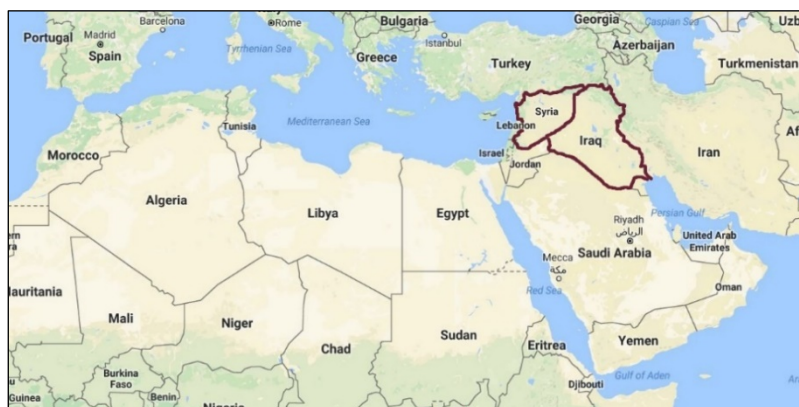 Portugal
Madrid
Spain
Barcelona
Rome
Tyrrhenian Sea
Bulgaria
Istanbul
Greece
Turkey
Georgia
Caspian Sea
Azerbaijan
Turkmenistan
Tunisia
Mediterranean Sea
Morocco
Algeria
Libya
Egypt
Syria
Lebanon
Israel
Jordan
Iraq
Iran
Persian Gulf
Riyadh
الرياض
Saudi Arabia
United Arab
Emirates
Mecca
مكة
Red Sea
Oman
Mauritania
Mali
Niger
Chad
Sudan
Eritrea
Yemen
Gulf of Aden
Djibouti
Burkina
Faso
Benin
Guinea